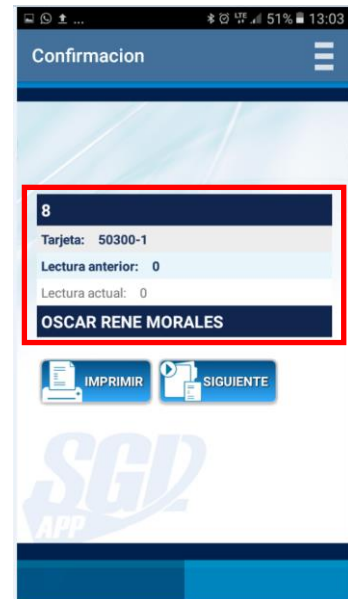 ... LTE 51% 13:03
Confirmacion
8
Tarjeta: 50300-1
Lectura anterior: 0
Lectura actual: 0
OSCAR RENE MORALES
IMPRIMIR SIGUIENTE
SGD
APP